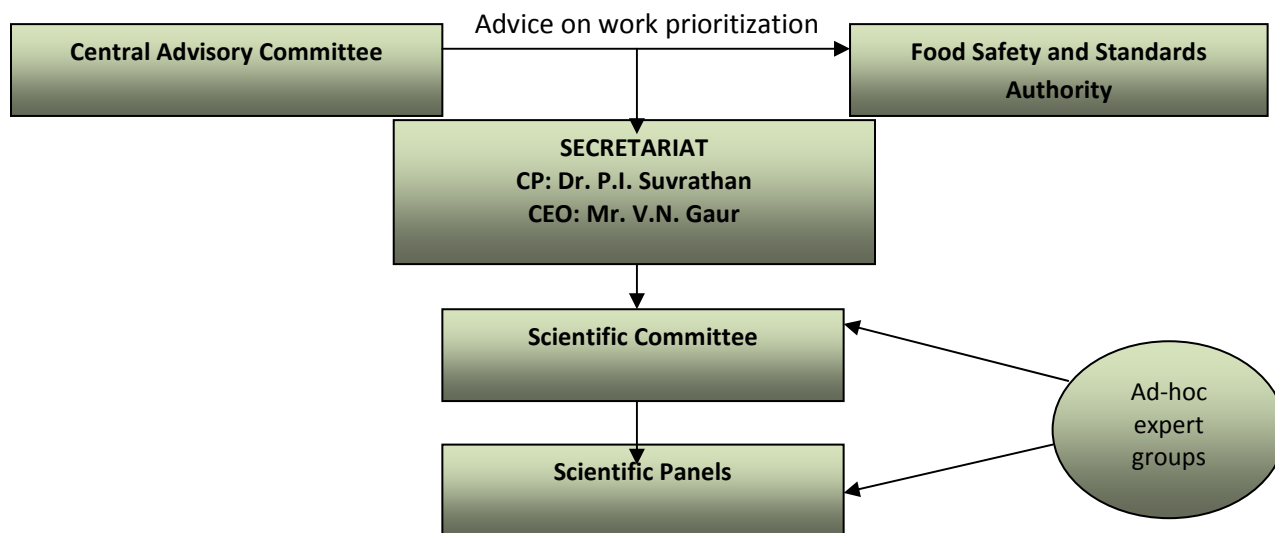 Advice on work prioritization
Central Advisory Committee
Food Safety and Standards
Authority
SECRETARIAT
CP: Dr. P.I. Suvrathan
CEO: Mr. V.N. Gaur
Scientific Committee
Ad-hoc
expert
groups
Scientific Panels